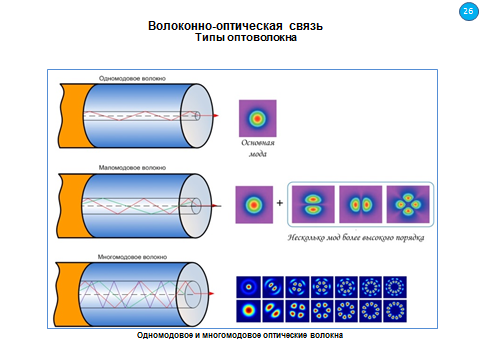 26
Волоконно-оптическая связь
Типы оптоволокна
Одномодовое волокно
Основная
мода
Маломодовое волокно
+
Несколько мод более высокого порядка
Многомодовое волокно
Одномодовое и многомодовое оптические волокна